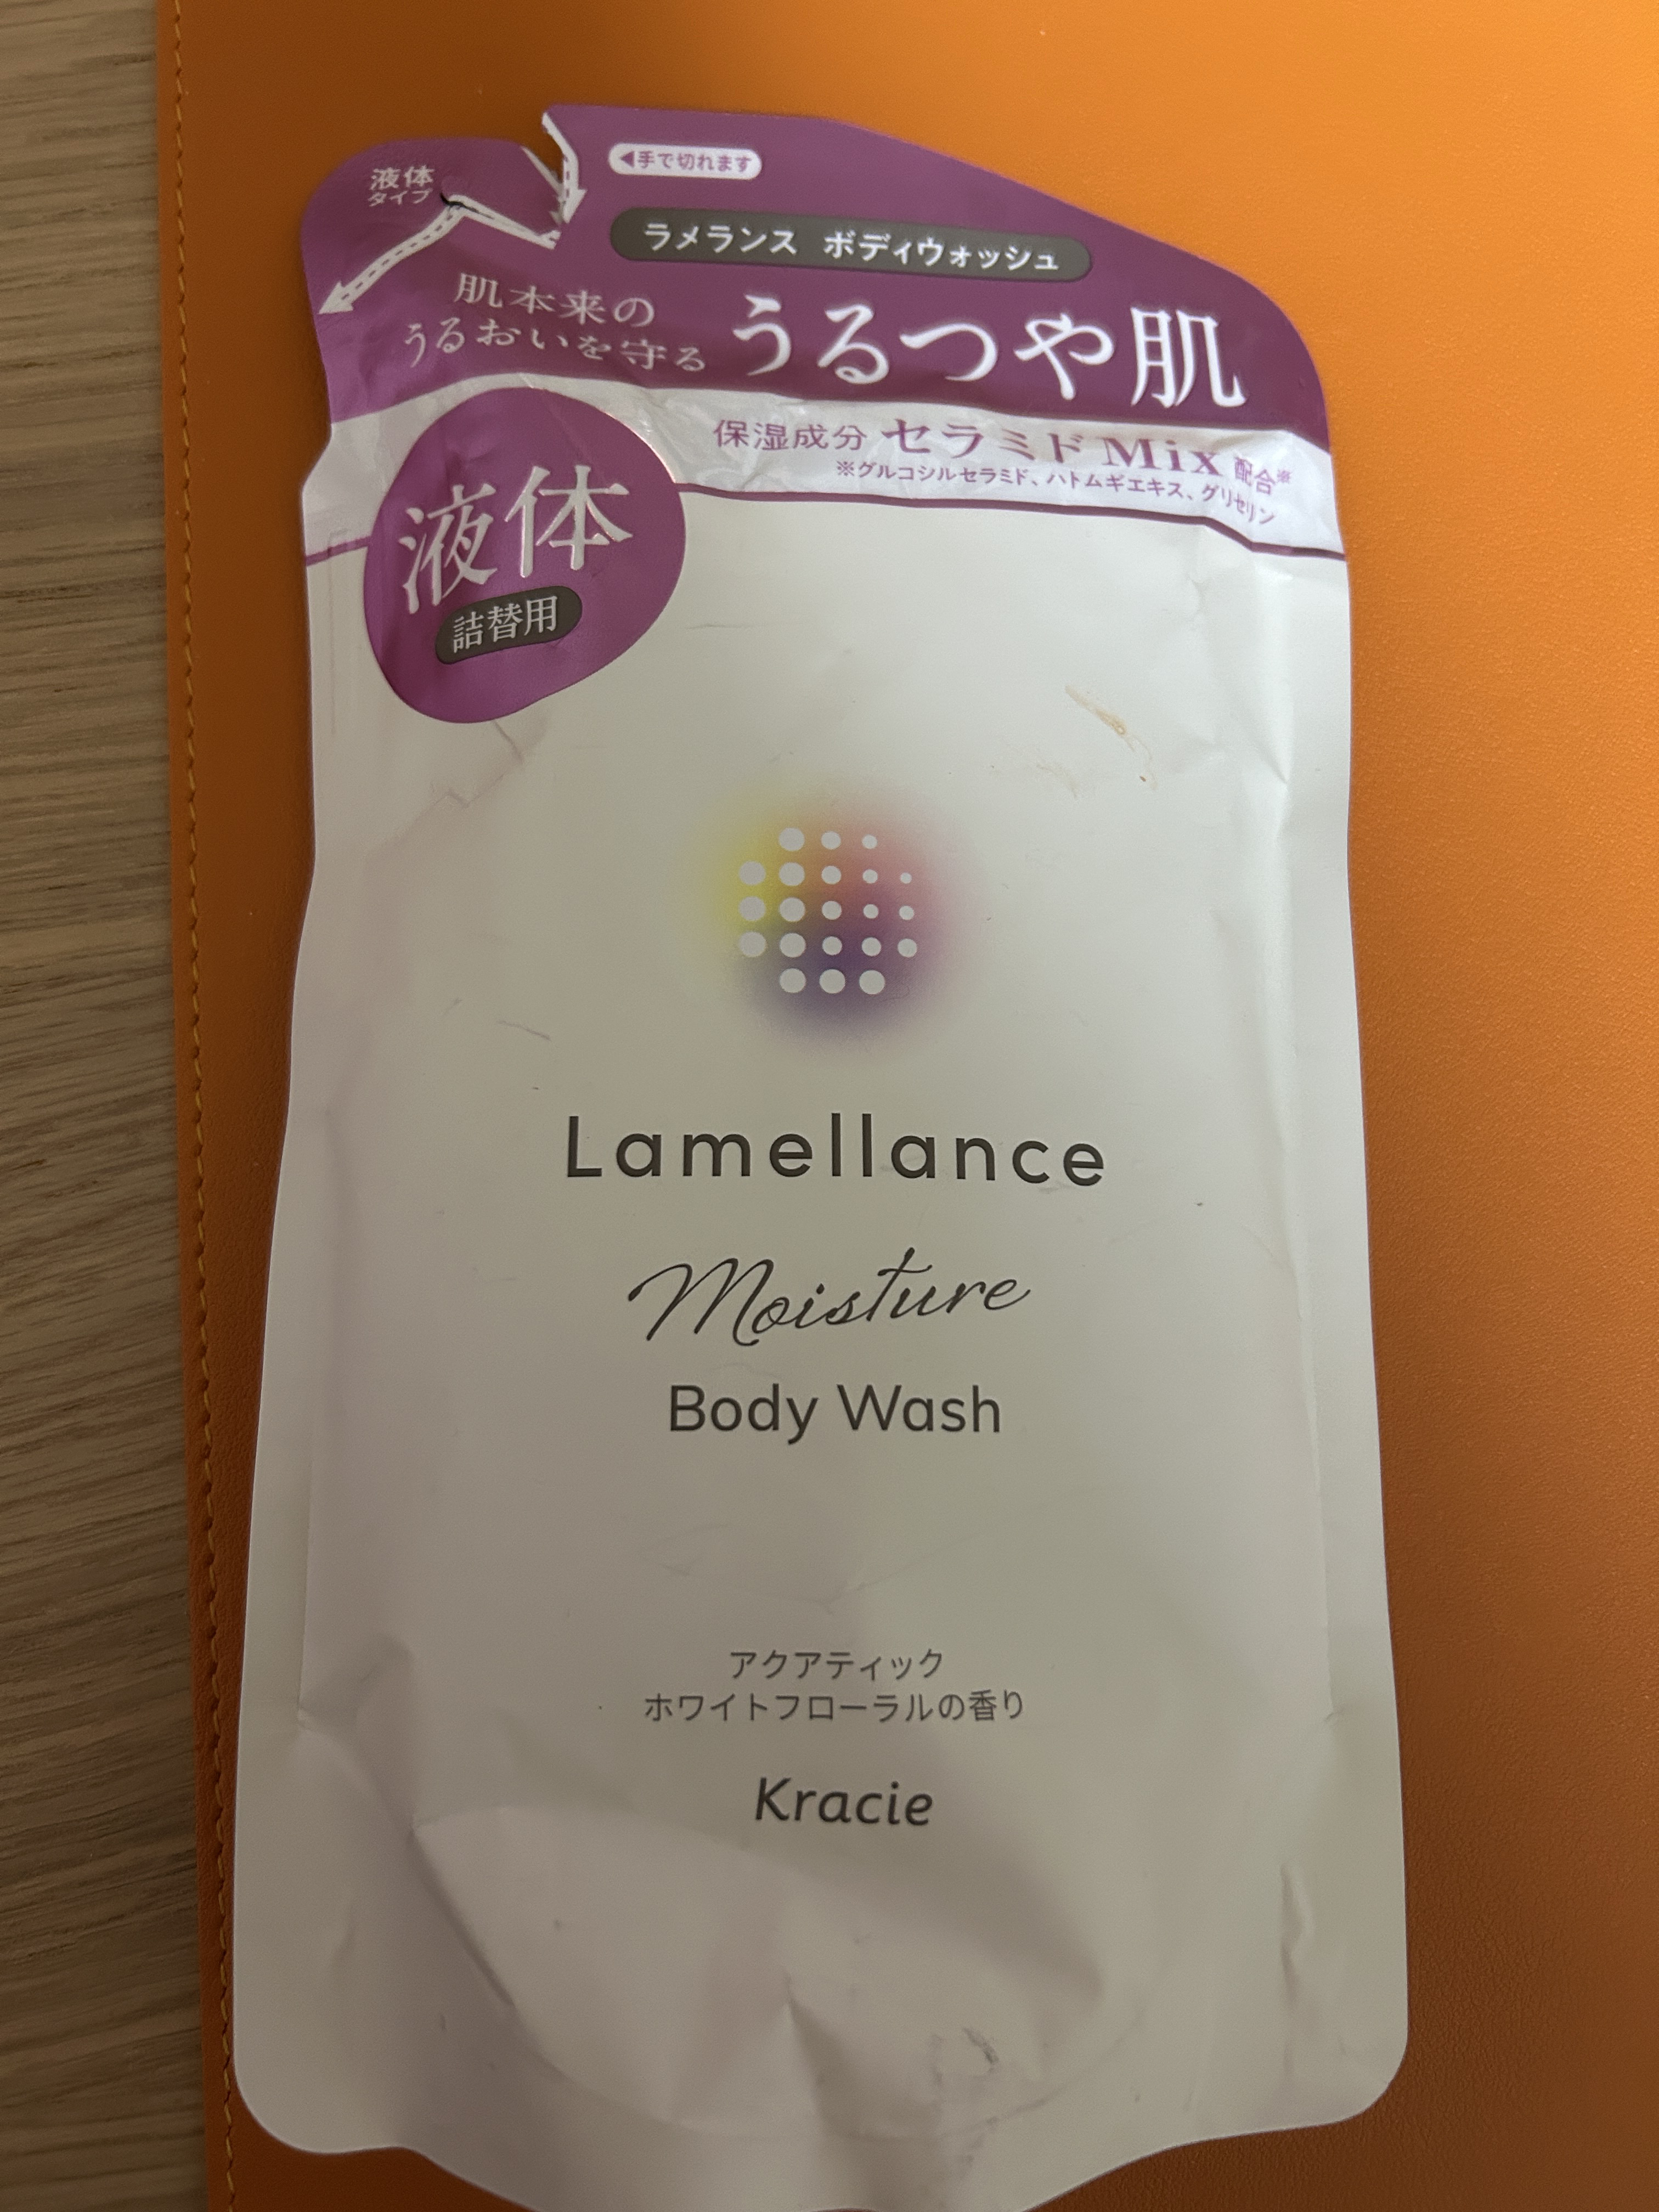 ◀手で切れます
液体
タイプ
ラメランス ボディウォッシュ
肌本来の
うるおいを守る
うるつや肌
保湿成分 セラミド Mix 配合※
※グルコシルセラミド、ハトムギエキス、グリセリン
液体
詰替用
Lamellance
Moisture
Body Wash
アクアティック
ホワイトフローラルの香り
Kracie